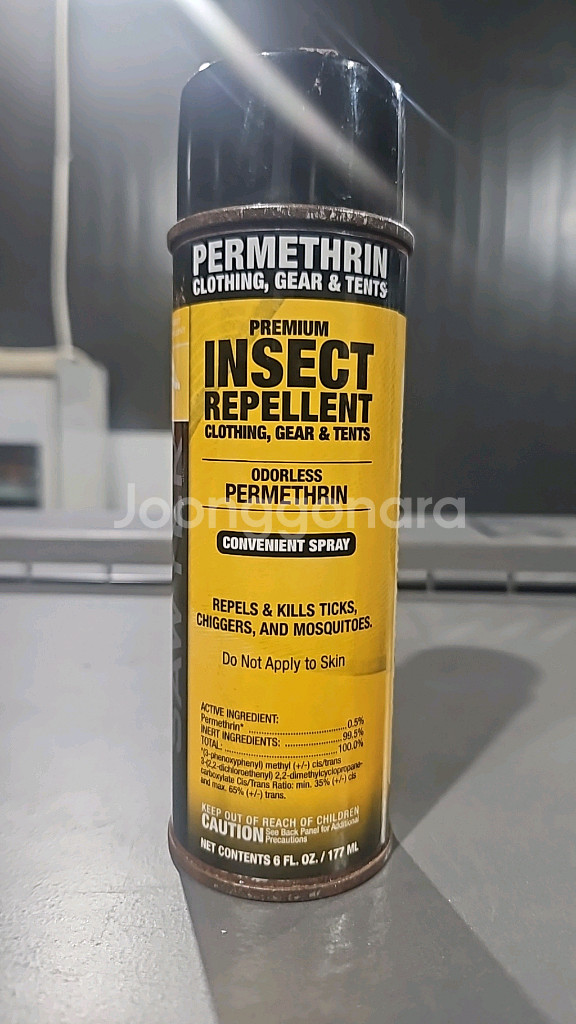 PERMETHRIN
CLOTHING, GEAR & TENTS
PREMIUM
INSECT
REPELLENT
CLOTHING, GEAR & TENTS
ODORLESS
PERMETHRIN
Joonggonara
CONVENIENT SPRAY
REPELS & KILLS TICKS,
CHIGGERS, AND MOSQUITOES.
Do Not Apply to Skin
ACTIVE INGREDIENT:
Permethrin* ........................ 0.5%
INERT INGREDIENTS: ................ 99.5%
TOTAL: ........................ 100.0%
*(3-phenoxyphenyl) methyl (+/-) cis/trans
3-(2,2-dichloroethenyl) 2,2-dimethylcyclopropane-
carboxylate Cis/Trans Ratio: min. 35% (+/-) cis
and max. 65% (+/-) trans.
KEEP OUT OF REACH OF CHILDREN
CAUTION See Back Panel for Additional
Precautions
NET CONTENTS 6 FL. OZ. / 177 ML